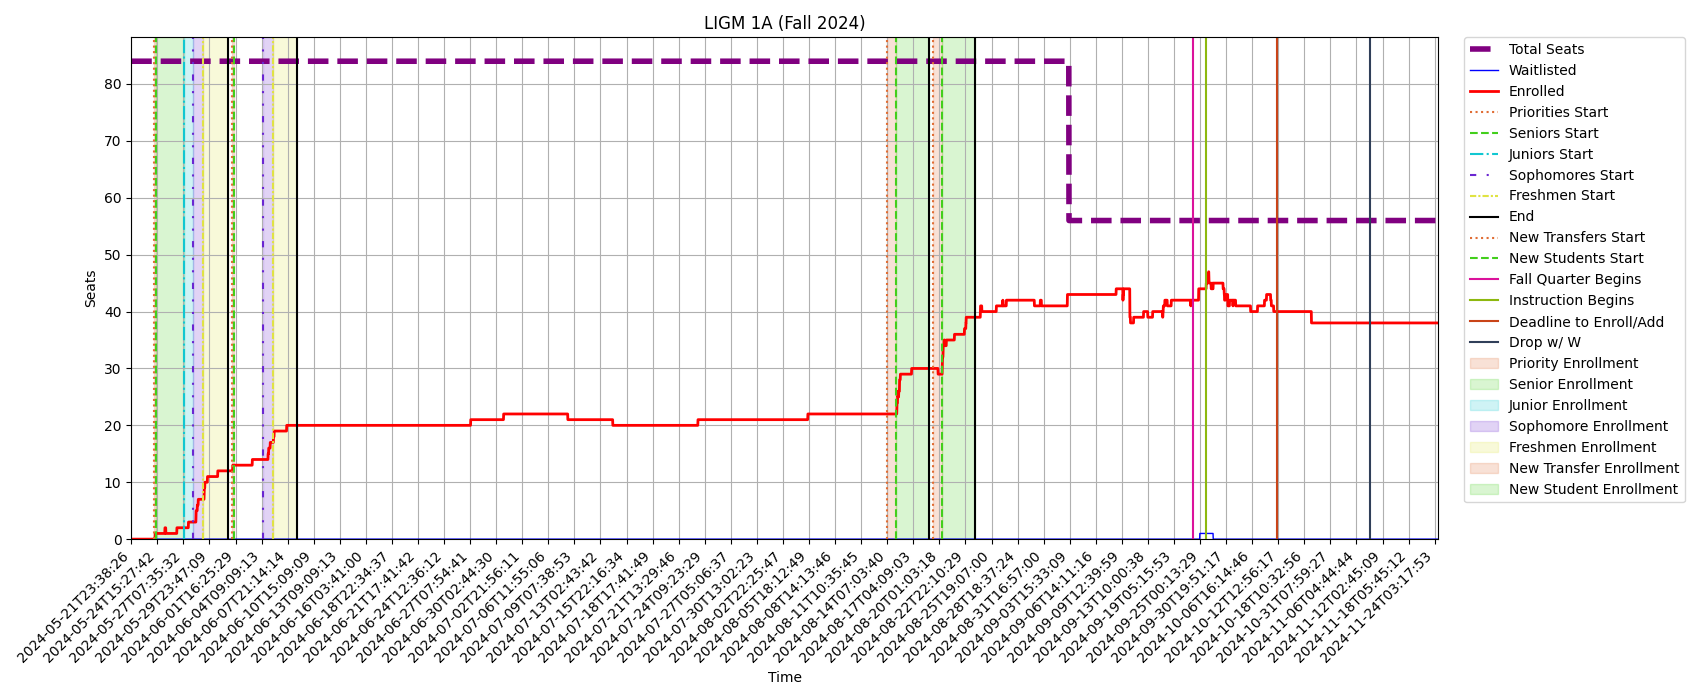 LIGM 1A (Fall 2024)
Seats
80
70
60
50
40
30
20
10
0
2024-05-21T23:38:26
2024-05-24T15:27:42
2024-05-27T07:35:32
2024-05-29T23:47:09
2024-06-01T16:25:29
2024-06-04T09:09:13
2024-06-07T21:14:14
2024-06-10T15:09:09
2024-06-13T09:09:13
2024-06-16T03:41:00
2024-06-18T22:34:37
2024-06-21T17:41:42
2024-06-24T12:36:12
2024-06-27T07:54:41
2024-06-30T02:44:30
2024-07-02T21:56:11
2024-07-06T11:55:06
2024-07-09T07:38:53
2024-07-13T02:43:42
2024-07-15T22:16:34
2024-07-18T17:41:49
2024-07-21T13:29:46
2024-07-24T09:23:29
2024-07-27T05:06:37
2024-07-30T13:02:23
2024-08-02T22:25:47
2024-08-05T18:12:49
2024-08-08T14:13:46
2024-08-11T10:35:45
2024-08-14T07:03:40
2024-08-17T04:09:03
2024-08-20T01:03:18
2024-08-22T22:10:29
2024-08-25T19:07:00
2024-08-28T18:37:24
2024-08-31T16:57:00
2024-09-03T15:33:09
2024-09-06T14:11:16
2024-09-09T12:39:59
2024-09-13T10:00:38
2024-09-19T05:15:53
2024-09-25T00:13:29
2024-09-30T19:51:17
2024-10-06T16:14:46
2024-10-12T12:56:17
2024-10-18T10:32:56
2024-10-31T07:59:27
2024-11-06T04:44:44
2024-11-12T02:45:09
2024-11-18T05:45:12
2024-11-24T03:17:53
Time
Total Seats
Waitlisted
Enrolled
Priorities Start
Seniors Start
Juniors Start
Sophomores Start
Freshmen Start
End
New Transfers Start
New Students Start
Fall Quarter Begins
Instruction Begins
Deadline to Enroll/Add
Drop w/ W
Priority Enrollment
Senior Enrollment
Junior Enrollment
Sophomore Enrollment
Freshmen Enrollment
New Transfer Enrollment
New Student Enrollment